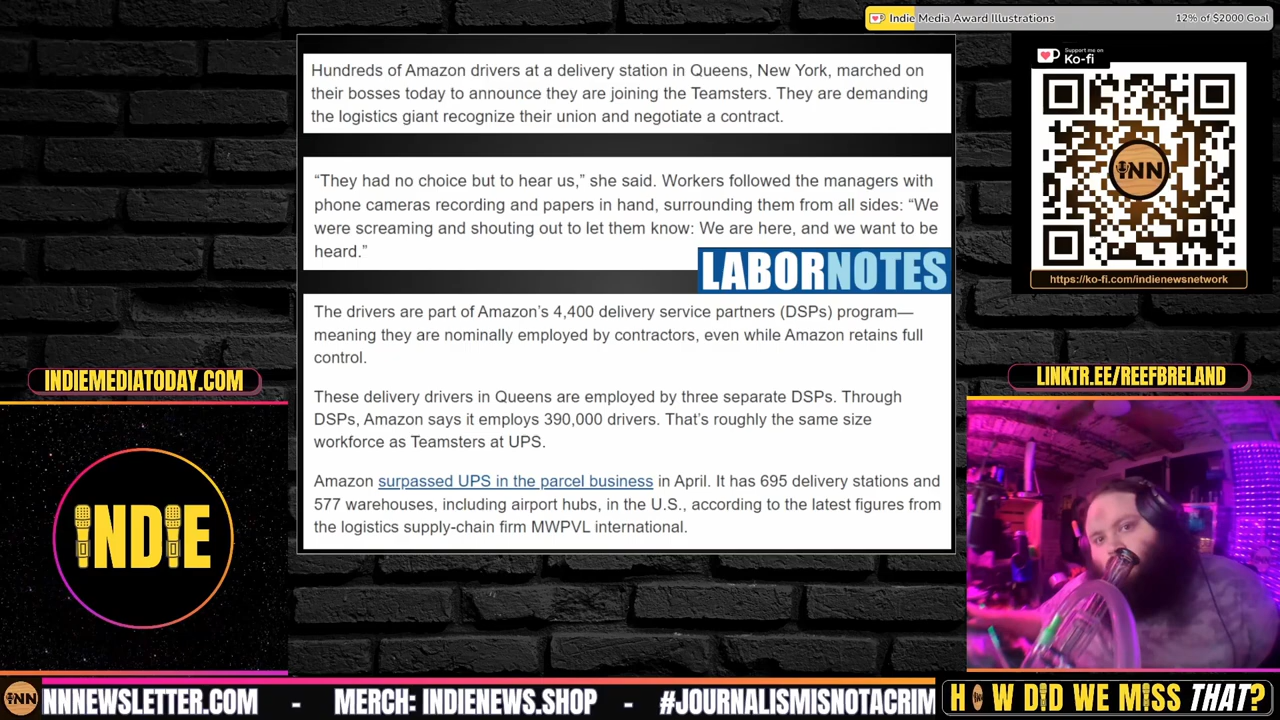 Indie Media Award Illustrations
12% of $2000 Goal
Hundreds of Amazon drivers at a delivery station in Queens, New York, marched on
their bosses today to announce they are joining the Teamsters. They are demanding
the logistics giant recognize their union and negotiate a contract.
“They had no choice but to hear us,” she said. Workers followed the managers with
phone cameras recording and papers in hand, surrounding them from all sides: “We
were screaming and shouting out to let them know: We are here, and we want to be
heard.”
LABORNOTES
The drivers are part of Amazon’s 4,400 delivery service partners (DSPs) program—
meaning they are nominally employed by contractors, even while Amazon retains full
control.
These delivery drivers in Queens are employed by three separate DSPs. Through
DSPs, Amazon says it employs 390,000 drivers. That’s roughly the same size
workforce as Teamsters at UPS.
Amazon surpassed UPS in the parcel business in April. It has 695 delivery stations and
577 warehouses, including airport hubs, in the U.S., according to the latest figures from
the logistics supply-chain firm MWPVL international.
Support me on
Ko-fi
iNN
https://ko-fi.com/indienewsnetwork
INDIEMEDIATODAY.COM
LINKTR.EE/REEFBRELAND
INDIE
iNN
NNNEWSLETTER.COM - MERCH: INDIENEWS.SHOP - #JOURNALISMISNOTACRIM
HOW DID WE MISS THAT?